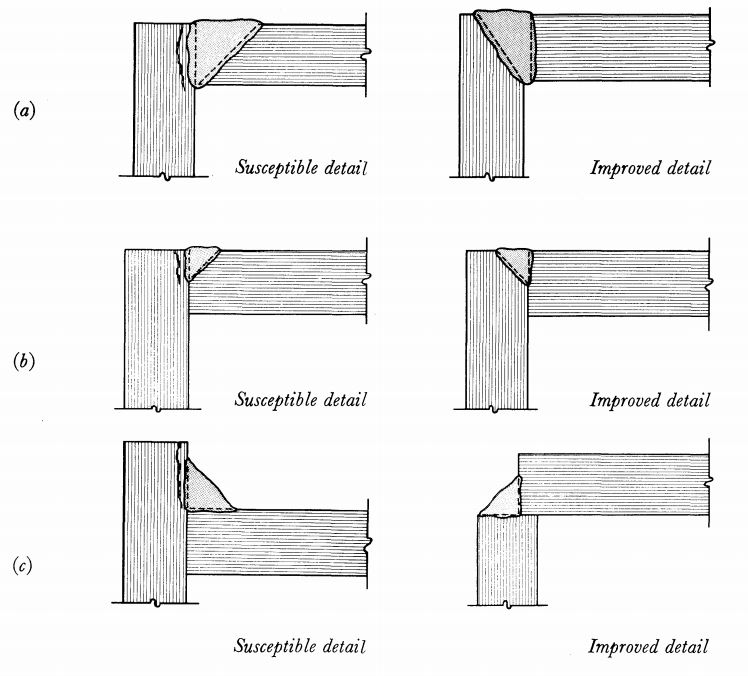 (a)
Susceptible detail
Improved detail
(b)
Susceptible detail
Improved detail
(c)
Susceptible detail
Improved detail